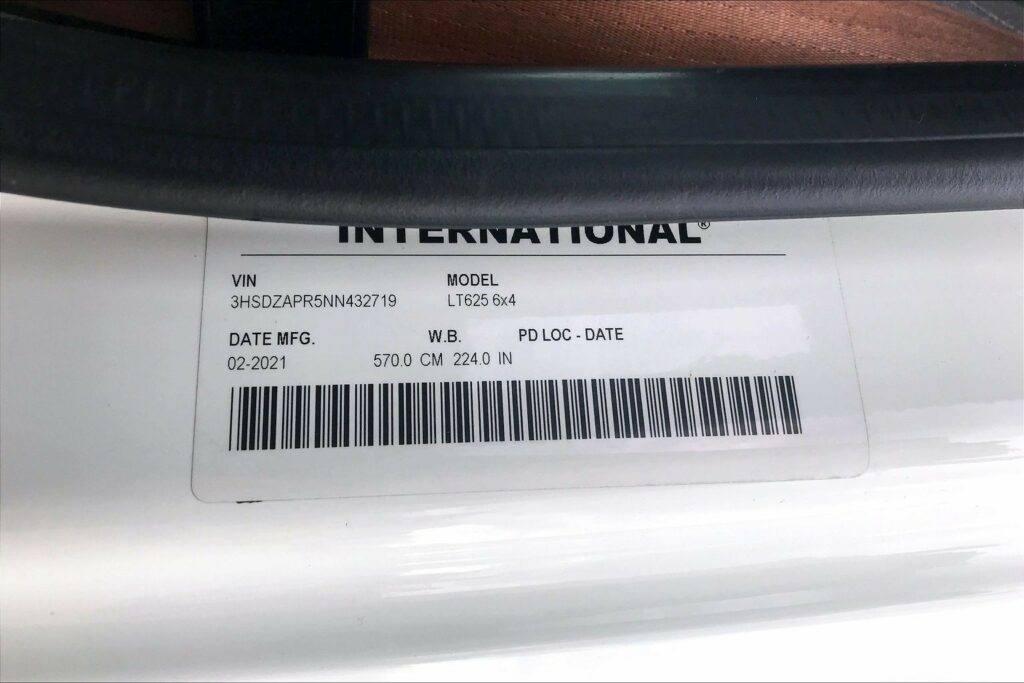 INTERNATIONAL®
VIN MODEL
3HSDZAPR5NN432719 LT625 6x4
DATE MFG. W.B. PD LOC - DATE
02-2021 570.0 CM 224.0 IN